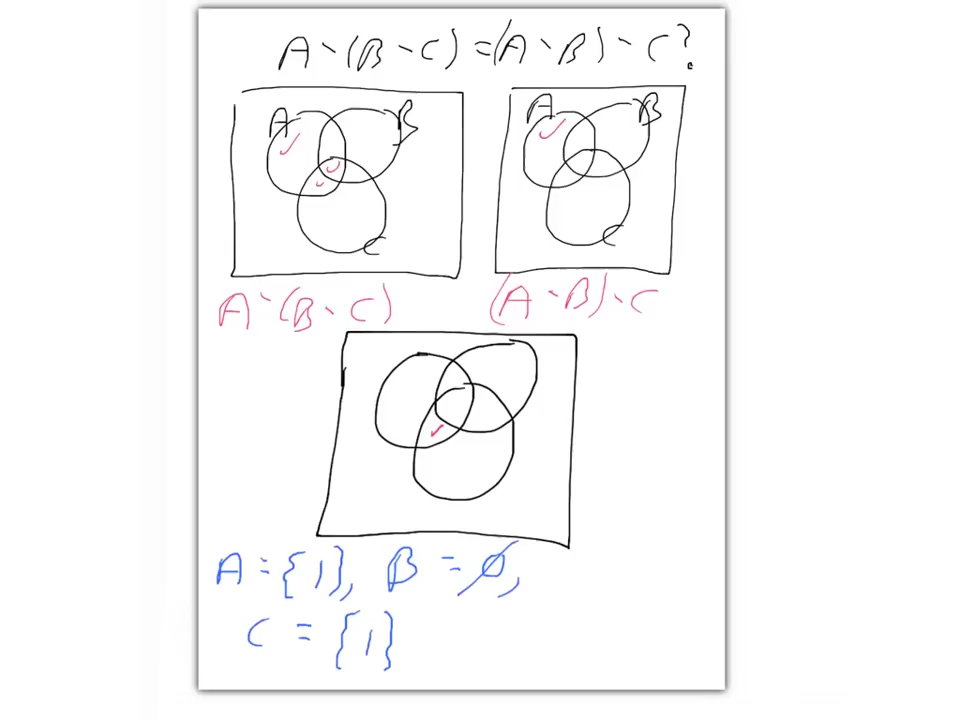 A \ (B \ C) = (A \ B) \ C?
A B A B
C C
A \ (B \ C) (A \ B) \ C
A = {1}, B = ∅,
C = {1}